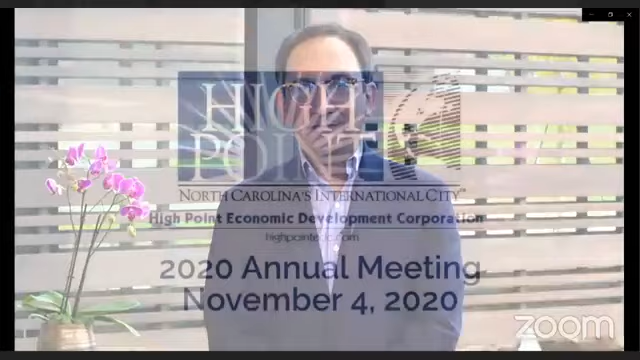 HIGH
POINT
NORTH CAROLINA'S INTERNATIONAL CITY
High Point Economic Development Corporation
highpointedc.com
2020 Annual Meeting
November 4, 2020
zoom